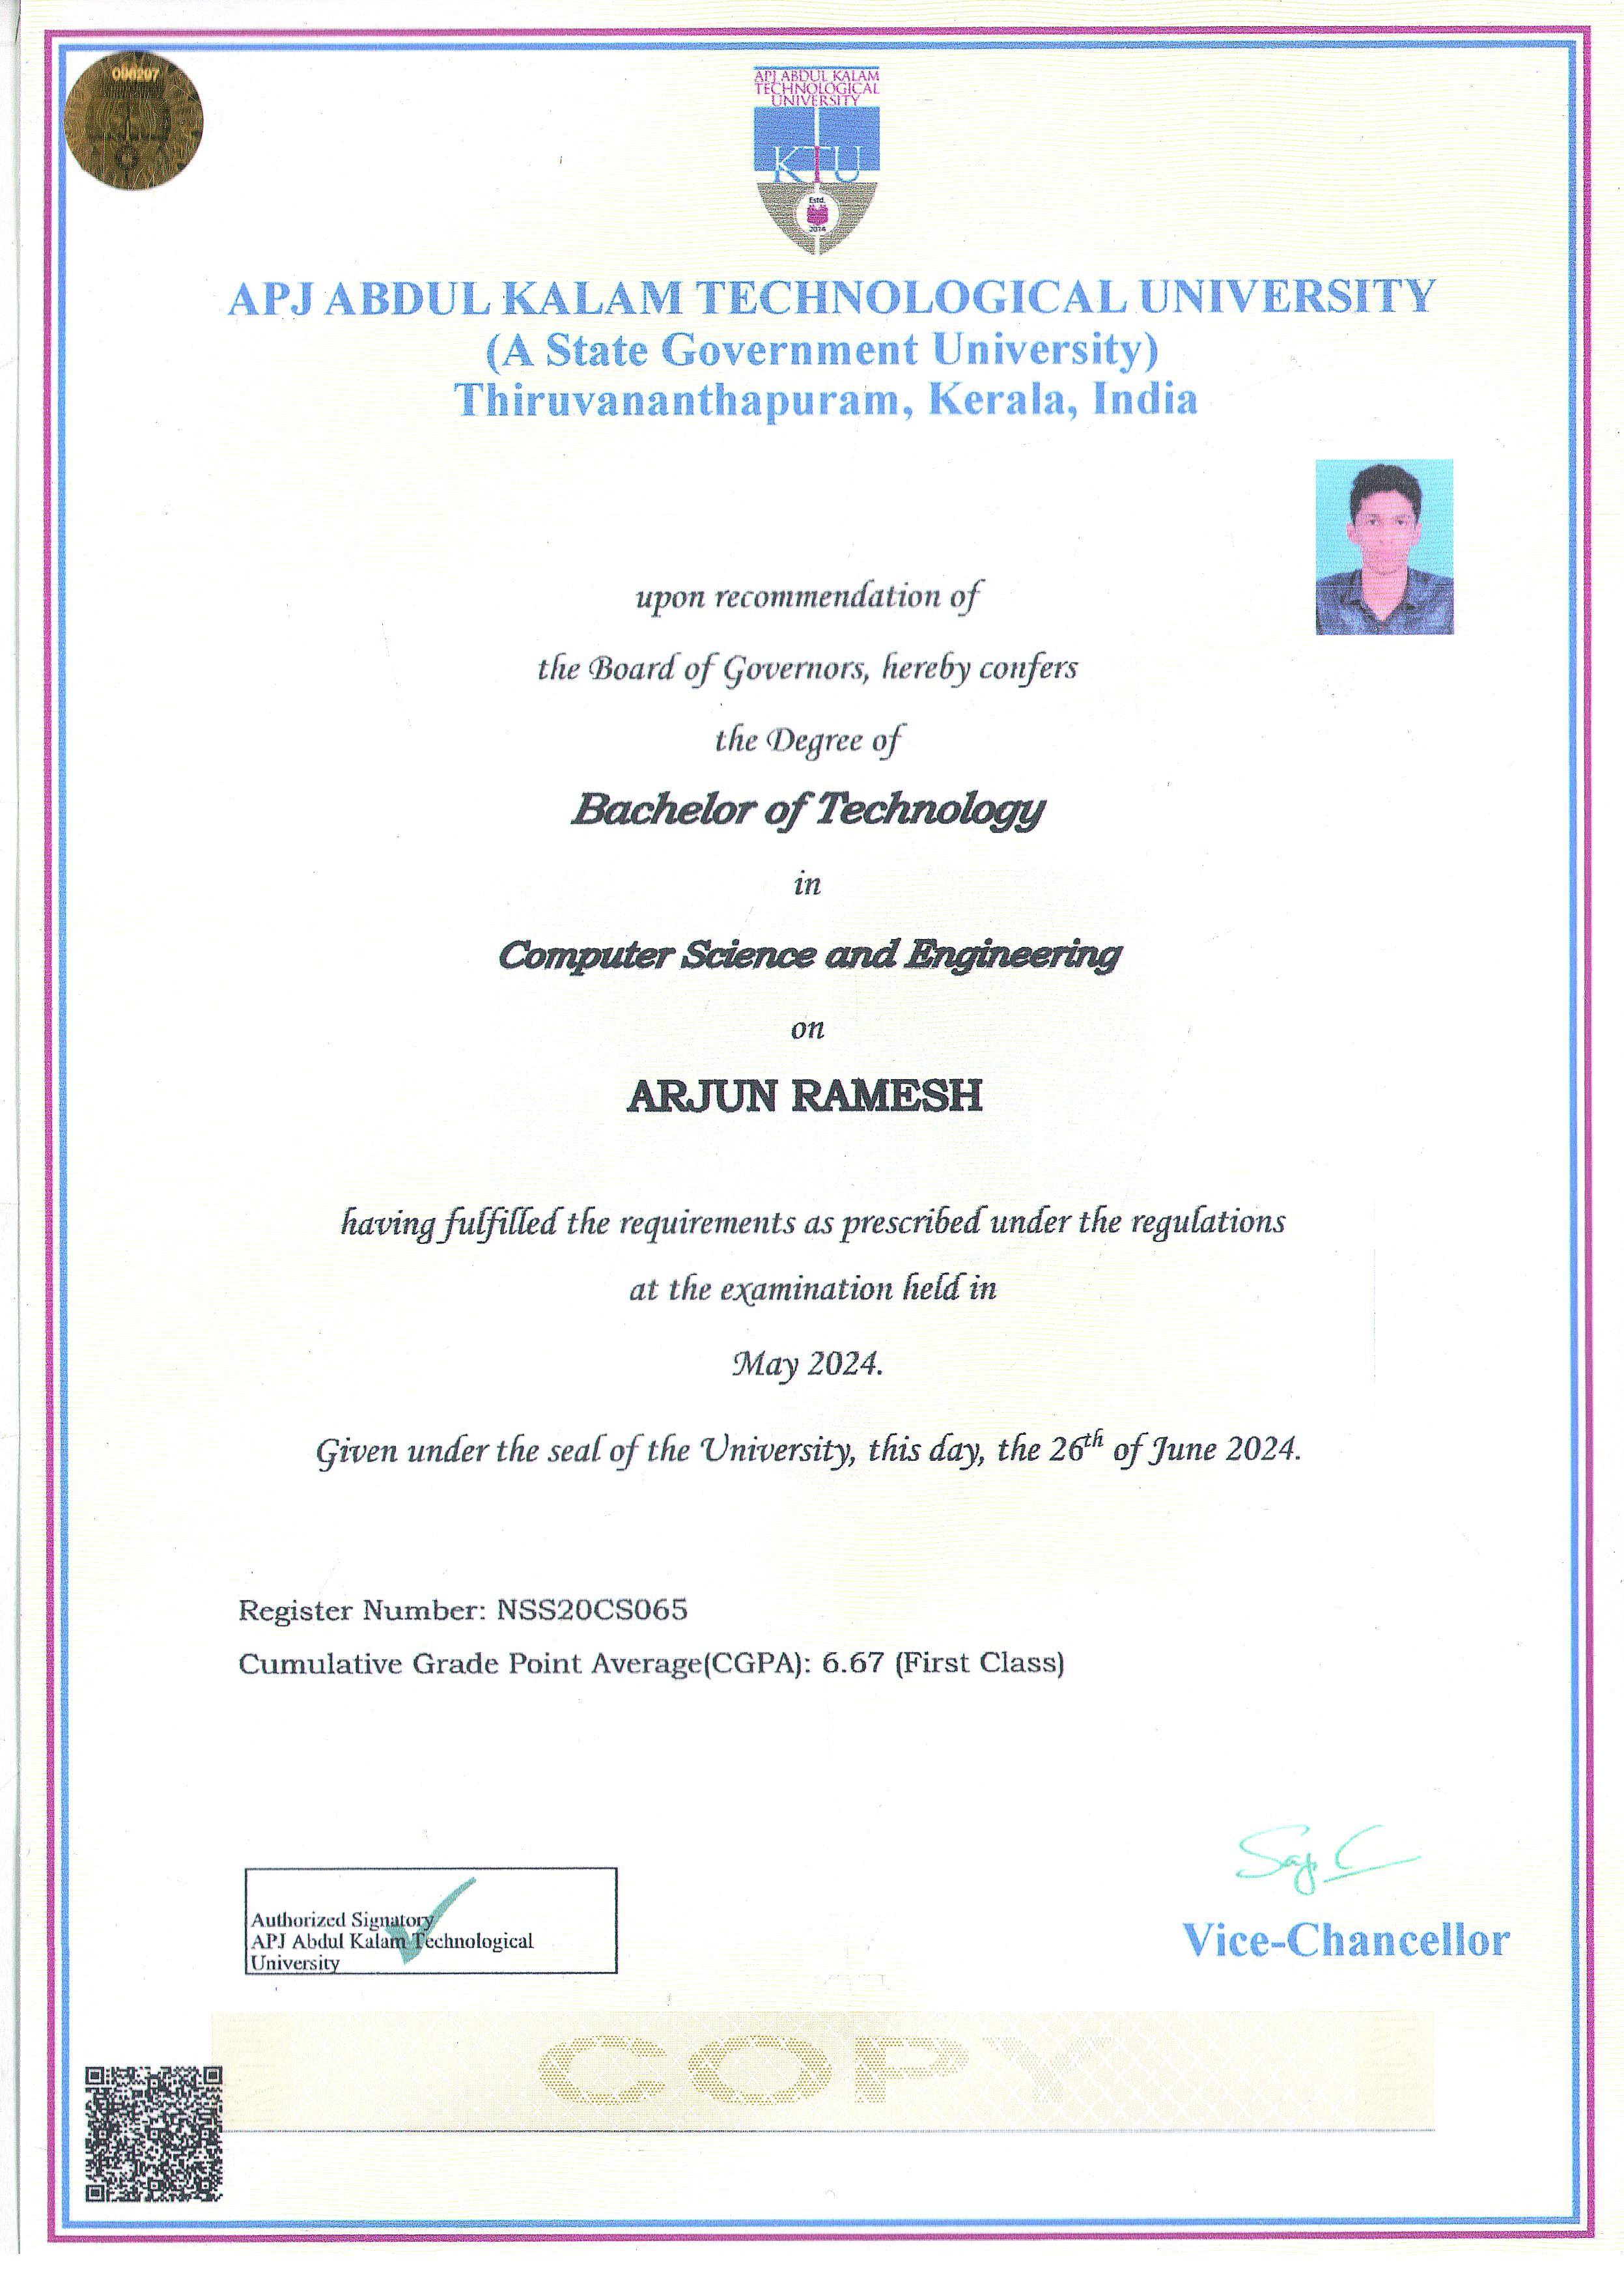 096297
APJ ABDUL KALAM
TECHNOLOGICAL
UNIVERSITY
KTU
Estd.
2014
APJ ABDUL KALAM TECHNOLOGICAL UNIVERSITY
(A State Government University)
Thiruvananthapuram, Kerala, India
upon recommendation of
the Board of Governors, hereby confers
the Degree of
Bachelor of Technology
in
Computer Science and Engineering
on
ARJUN RAMESH
having fulfilled the requirements as prescribed under the regulations
at the examination held in
May 2024.
Given under the seal of the University, this day, the 26th of June 2024.
Register Number: NSS20CS065
Cumulative Grade Point Average(CGPA): 6.67 (First Class)
Authorized Signatory
APJ Abdul Kalam Technological
University
Saji C
Vice-Chancellor
COPY